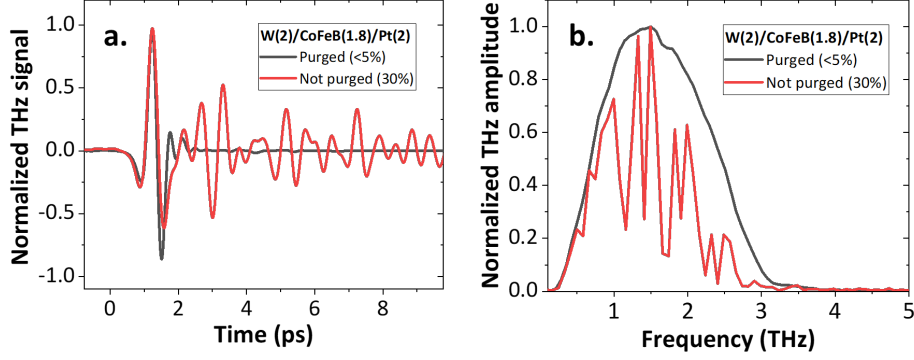 a.
W(2)/CoFeB(1.8)/Pt(2)
Purged (<5%)
Not purged (30%)
Normalized THz signal
1.0
0.5
0.0
-0.5
-1.0
0
2
4
6
8
Time (ps)
b.
W(2)/CoFeB(1.8)/Pt(2)
Purged (<5%)
Not purged (30%)
Normalized THz amplitude
1.0
0.8
0.6
0.4
0.2
0.0
1
2
3
4
5
Frequency (THz)